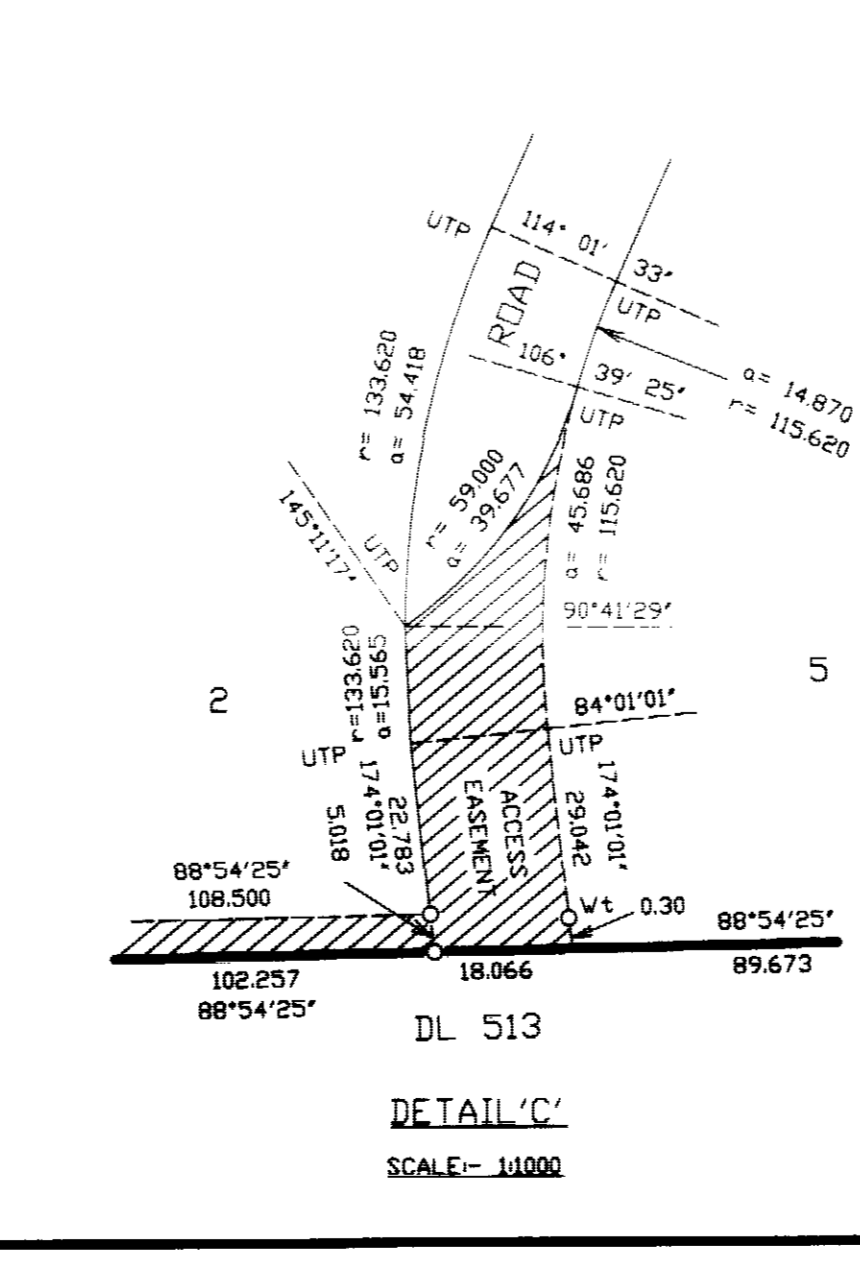 UTP
114° 01' 33"
UTP
ROAD
106° 39' 25"
UTP
a= 14.870
r= 115.620
r= 133.620
a= 54.418
r= 59.000
a= 39.677
a= 45.686
r= 115.620
145°11'17"
UTP
90°41'29"
r=133.620
a=15.565
2
5
84°01'01"
UTP
UTP
174°01'01"
22.783
5.018
ACCESS
EASEMENT
174°01'01"
29.042
88°54'25"
108.500
Wt
0.30
88°54'25"
89.673
102.257
88°54'25"
18.066
DL 513
DETAIL'C'
SCALE:- 1:1000